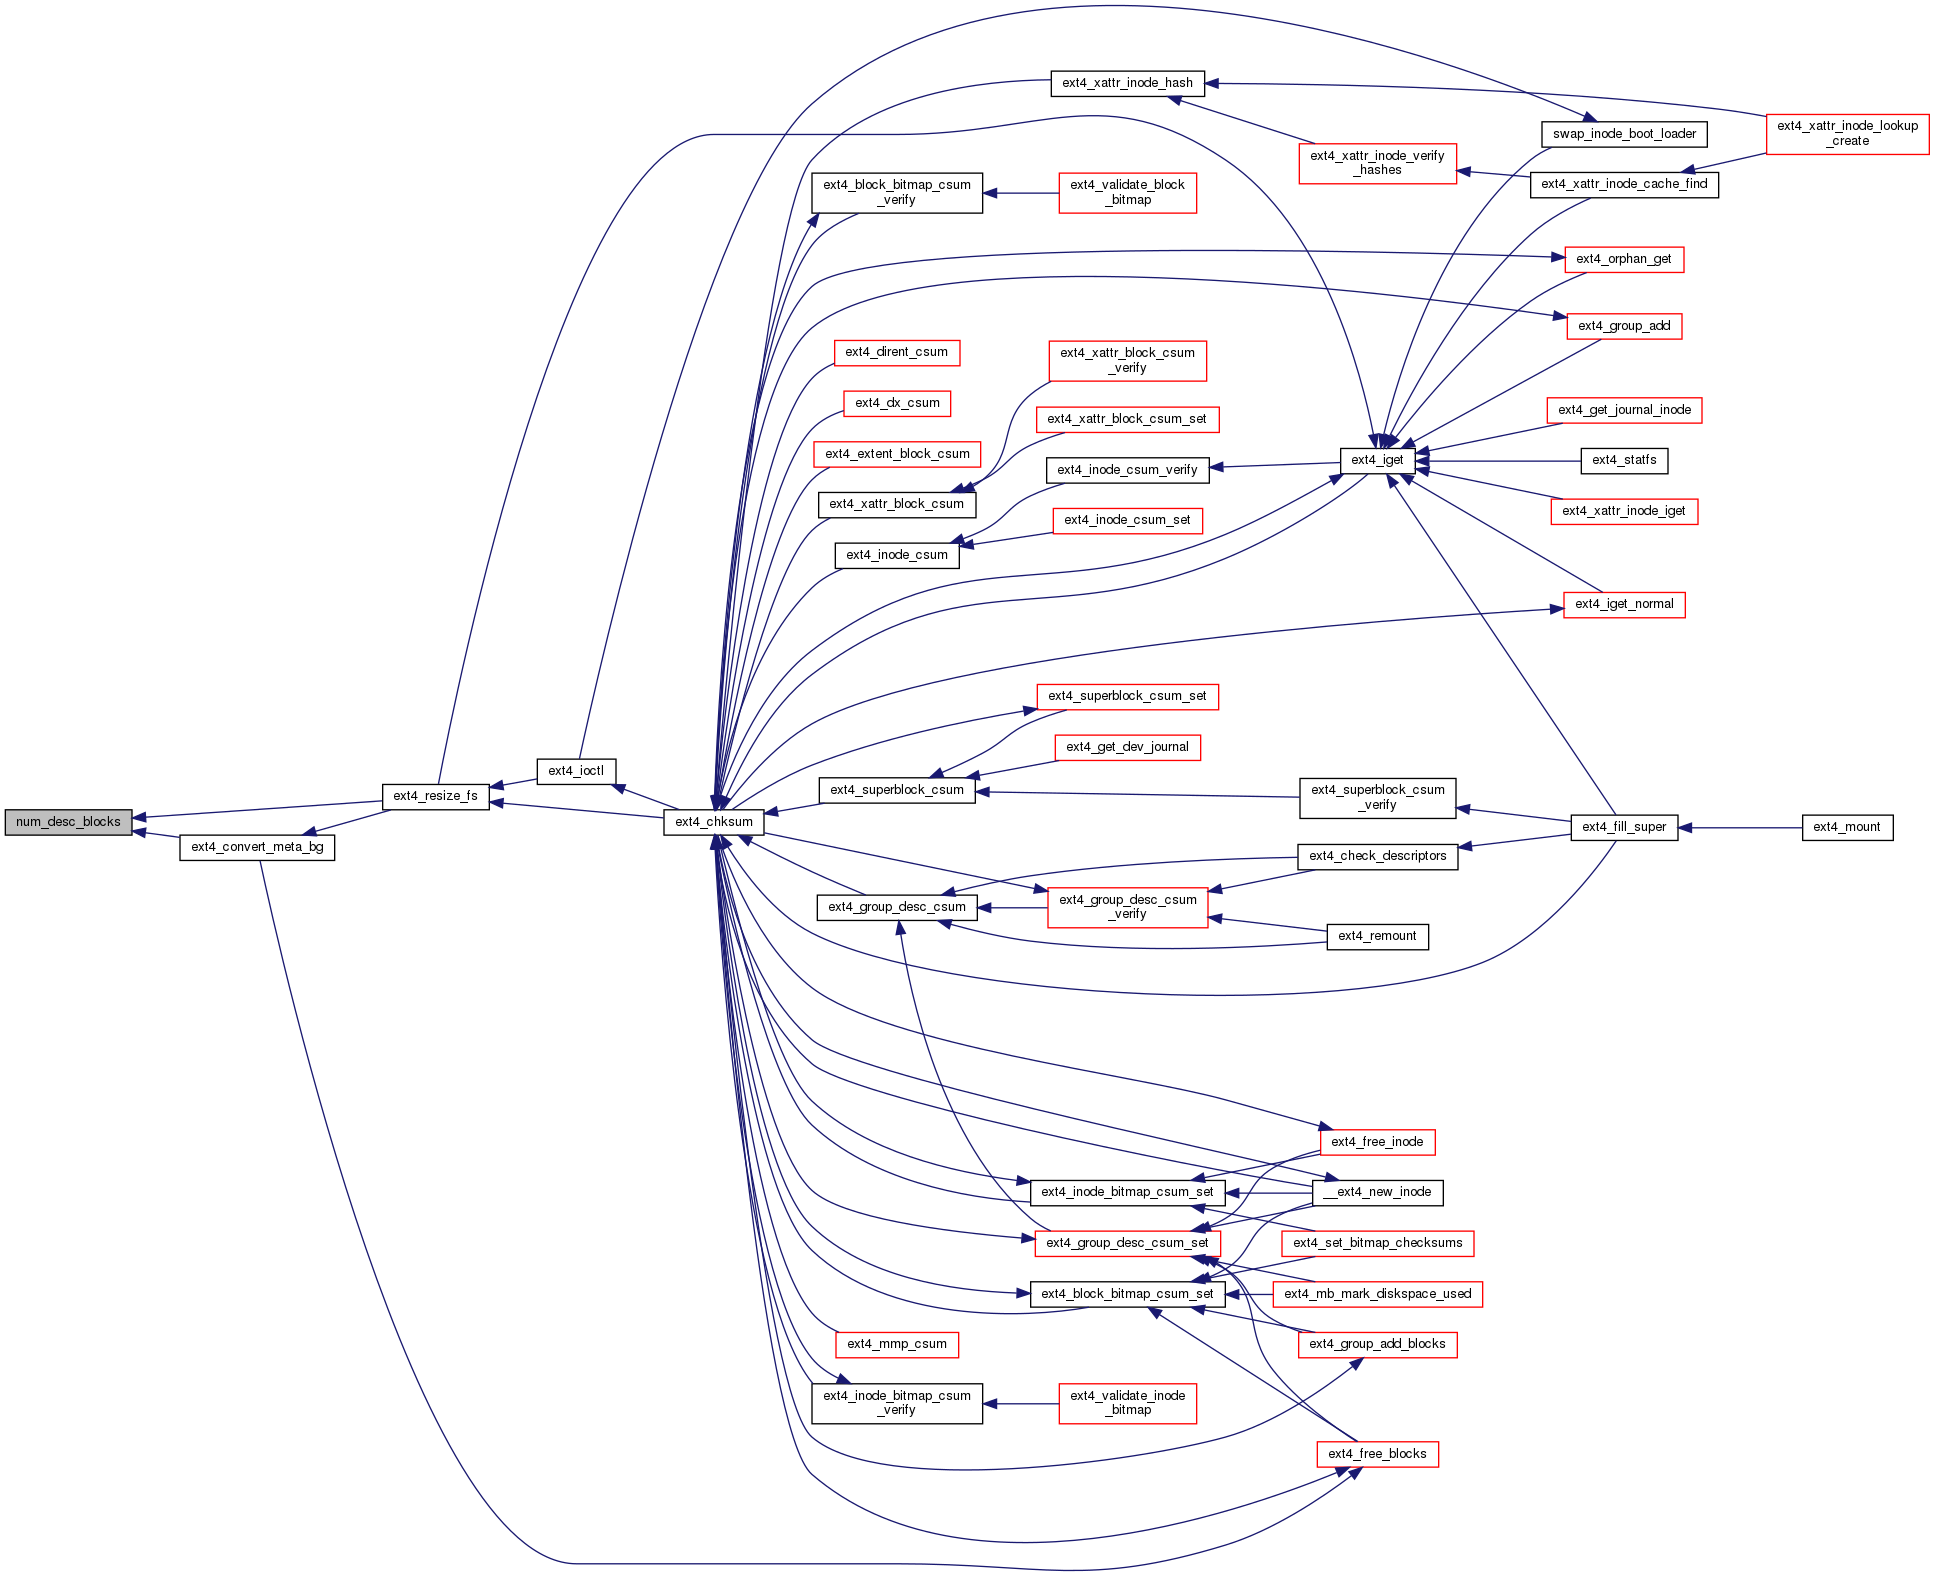 ext4_xattr_inode_hash
ext4_xattr_inode_lookup
_create
swap_inode_boot_loader
ext4_xattr_inode_verify
_hashes
ext4_block_bitmap_csum
_verify
ext4_validate_block
_bitmap
ext4_xattr_inode_cache_find
ext4_orphan_get
ext4_group_add
ext4_dirent_csum
ext4_xattr_block_csum
_verify
ext4_dx_csum
ext4_get_journal_inode
ext4_xattr_block_csum_set
ext4_extent_block_csum
ext4_iget
ext4_statfs
ext4_inode_csum_verify
ext4_xattr_block_csum
ext4_xattr_inode_iget
ext4_inode_csum_set
ext4_inode_csum
ext4_iget_normal
ext4_superblock_csum_set
ext4_get_dev_journal
ext4_ioctl
ext4_superblock_csum
ext4_superblock_csum
_verify
ext4_resize_fs
num_desc_blocks
ext4_chksum
ext4_fill_super
ext4_mount
ext4_convert_meta_bg
ext4_check_descriptors
ext4_group_desc_csum
ext4_group_desc_csum
_verify
ext4_remount
ext4_free_inode
ext4_inode_bitmap_csum_set
__ext4_new_inode
ext4_group_desc_csum_set
ext4_set_bitmap_checksums
ext4_block_bitmap_csum_set
ext4_mb_mark_diskspace_used
ext4_mmp_csum
ext4_group_add_blocks
ext4_inode_bitmap_csum
_verify
ext4_validate_inode
_bitmap
ext4_free_blocks